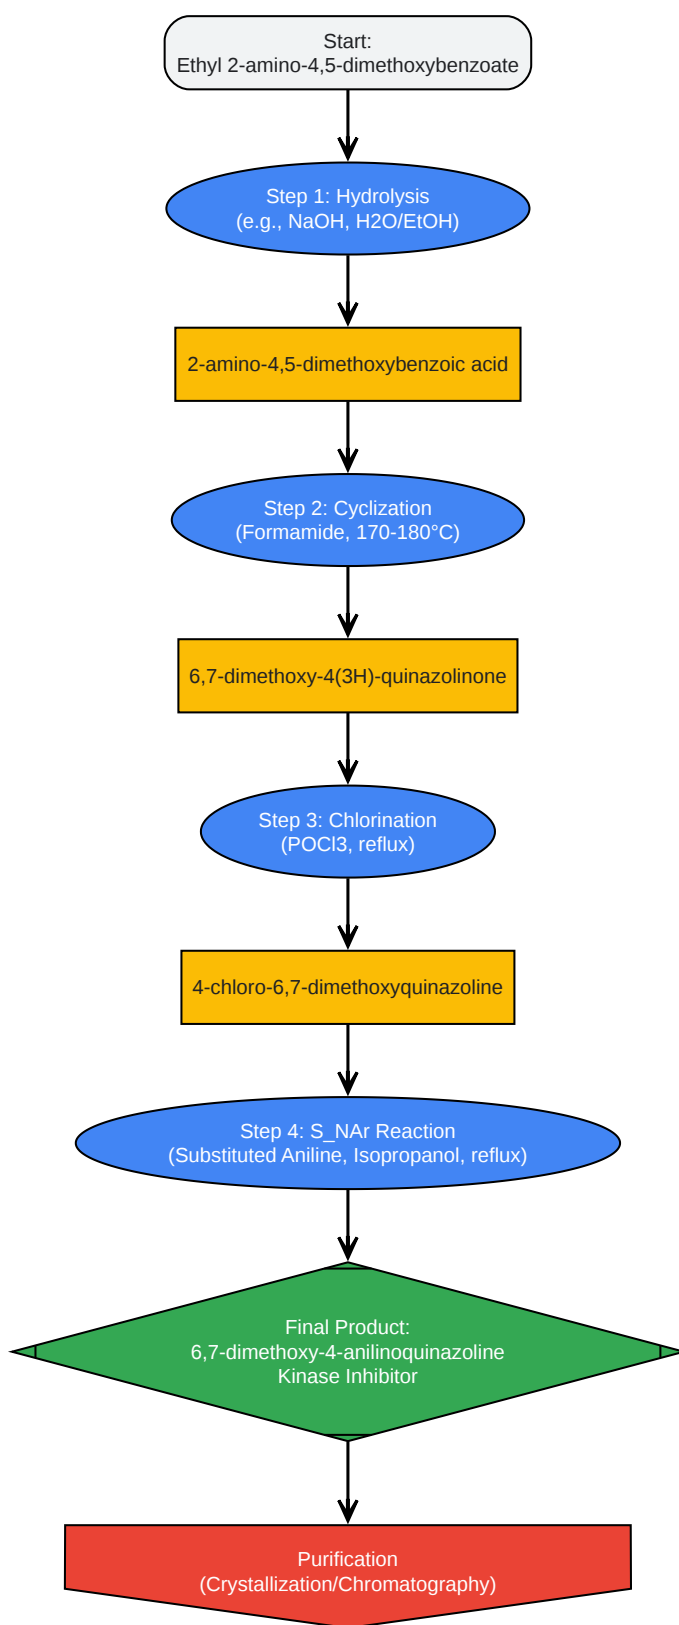 Start:
Ethyl 2-amino-4,5-dimethoxybenzoate
Step 1: Hydrolysis
(e.g., NaOH, H2O/EtOH)
2-amino-4,5-dimethoxybenzoic acid
Step 2: Cyclization
(Formamide, 170-180°C)
6,7-dimethoxy-4(3H)-quinazolinone
Step 3: Chlorination
(POCl3, reflux)
4-chloro-6,7-dimethoxyquinazoline
Step 4: S_NAr Reaction
(Substituted Aniline, Isopropanol, reflux)
Final Product:
6,7-dimethoxy-4-anilinoquinazoline
Kinase Inhibitor
Purification
(Crystallization/Chromatography)